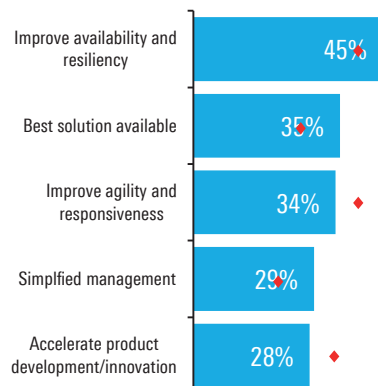 Improve availability and
resiliency
45%
Best solution available
35%
Improve agility and
responsiveness
34%
Simplfied management
29%
Accelerate product
development/innovation
28%